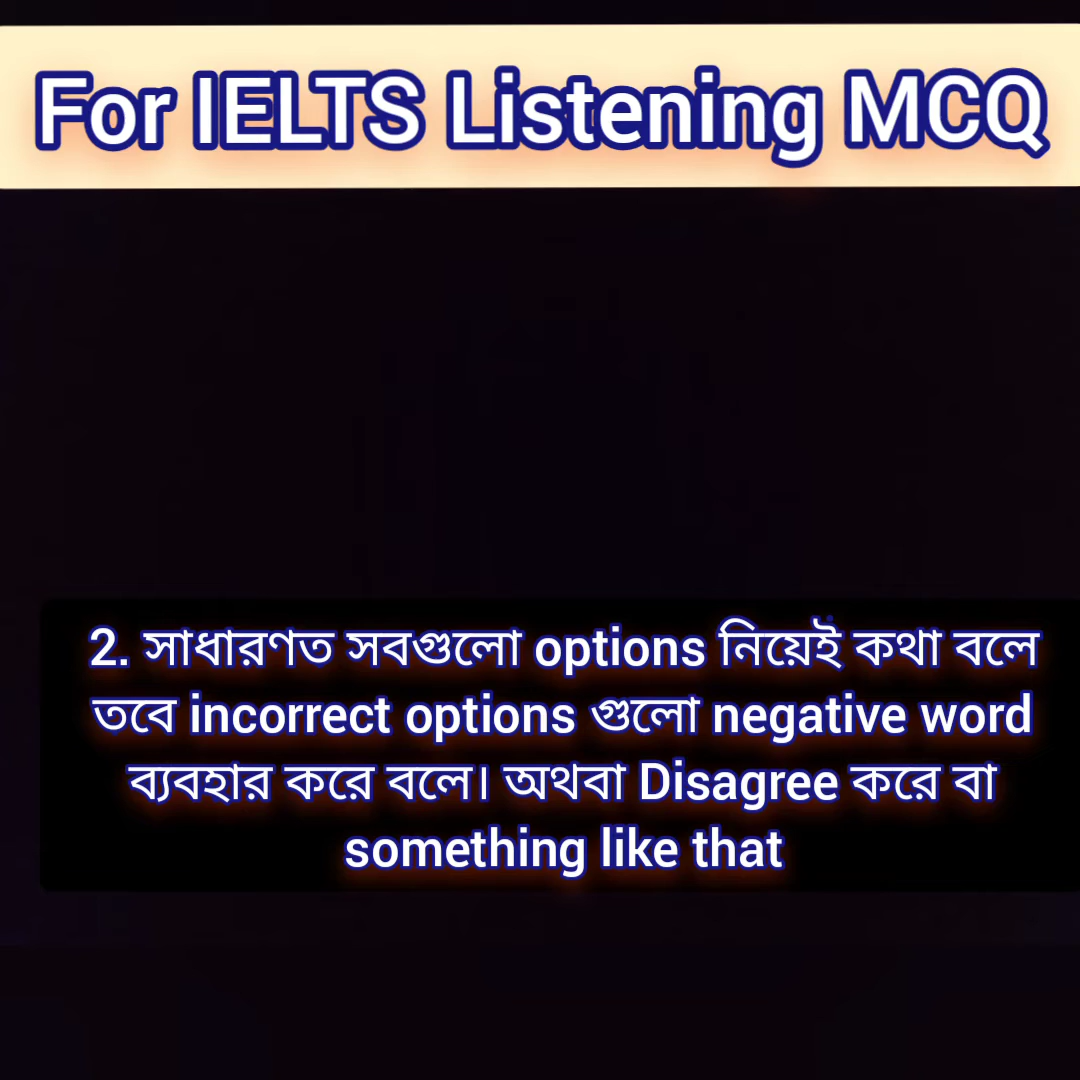 For IELTS Listening MCQ
2. সাধারণত সবগুলো options নিয়েই কথা বলে
তবে incorrect options গুলো negative word
ব্যবহার করে বলে। অথবা Disagree করে বা
something like that